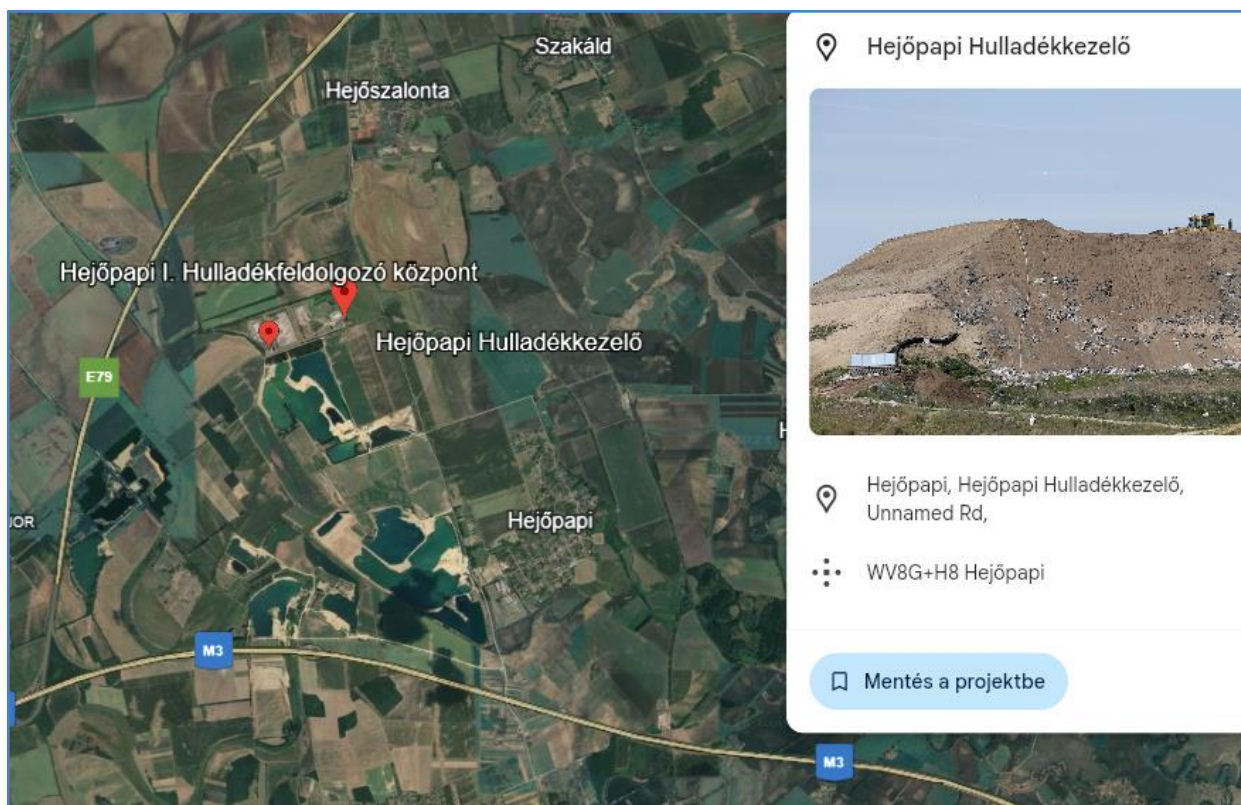 Szakáld
Hejőszalonta
Hejőpapi I. Hulladékfeldolgozó központ
Hejőpapi Hulladékkezelő
E79
Hejőpapi
M3
M3
Hejőpapi Hulladékkezelő
Hejőpapi, Hejőpapi Hulladékkezelő,
Unnamed Rd,
WV8G+H8 Hejőpapi
Mentés a projektbe